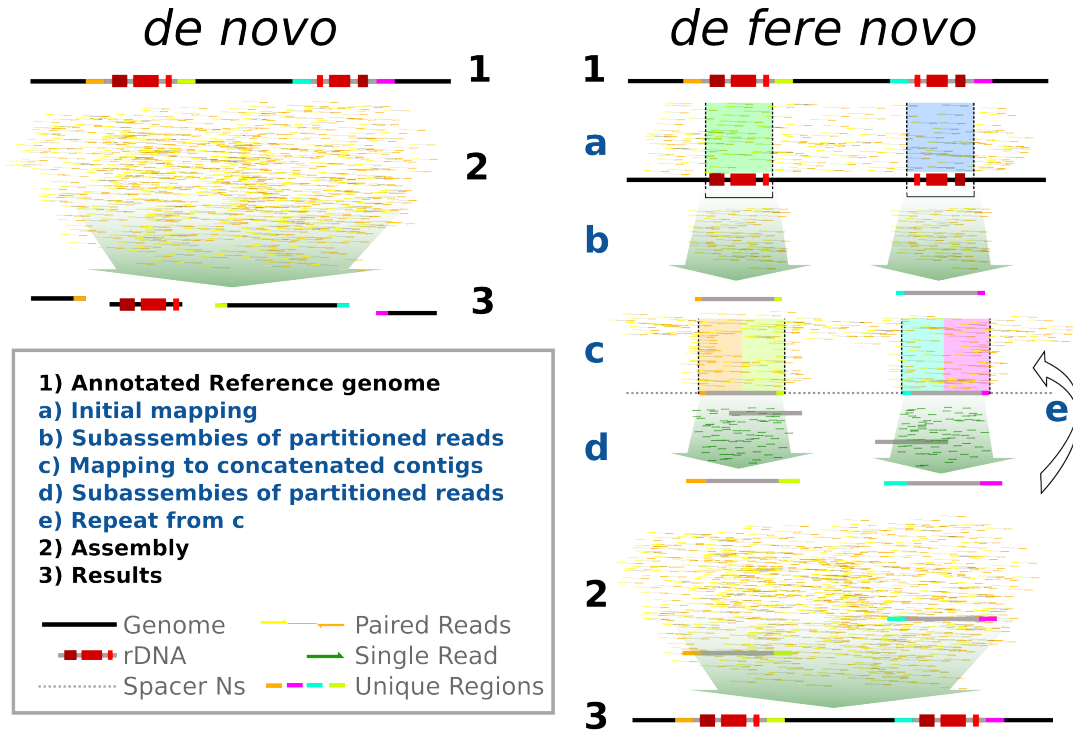 de novo
de fere novo
1
1
a
2
b
3
c
e
d
1) Annotated Reference genome
a) Initial mapping
b) Subassembies of partitioned reads
c) Mapping to concatenated contigs
d) Subassembies of partitioned reads
e) Repeat from c
2) Assembly
3) Results
Genome
Paired Reads
rDNA
Single Read
Spacer Ns
Unique Regions
2
3